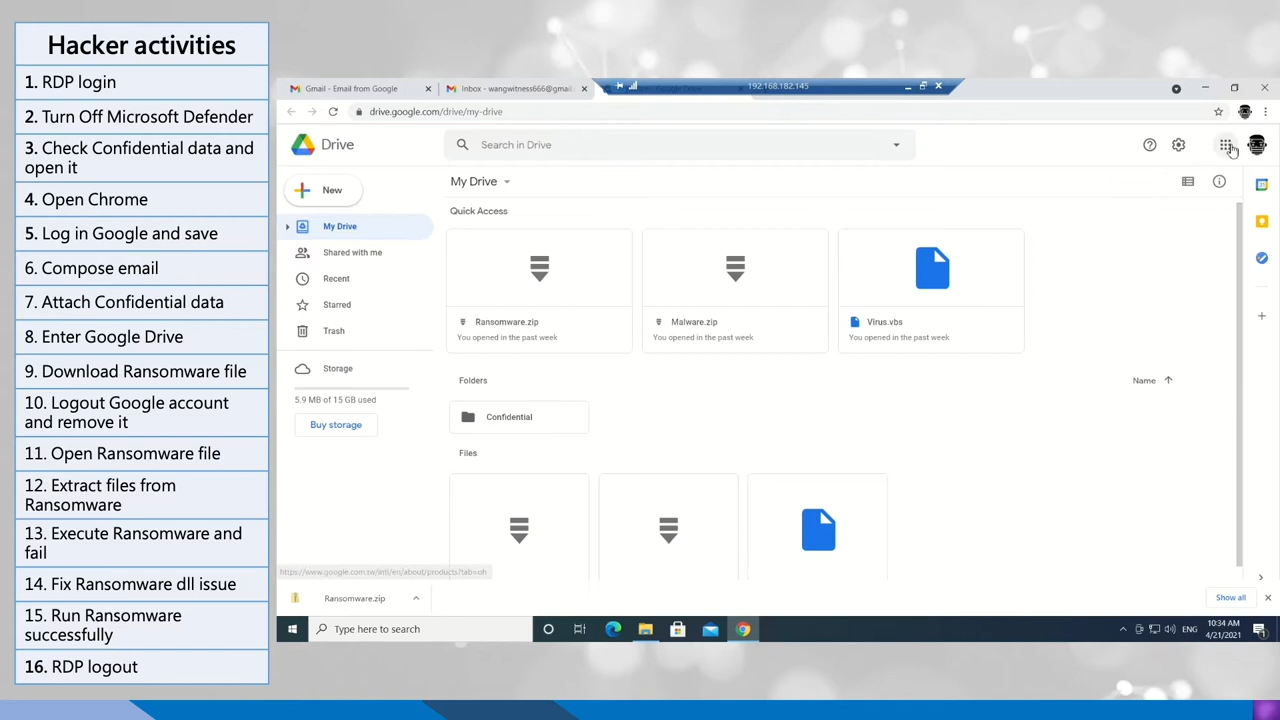 Hacker activities
1. RDP login
2. Turn Off Microsoft Defender
3. Check Confidential data and
open it
4. Open Chrome
5. Log in Google and save
6. Compose email
7. Attach Confidential data
8. Enter Google Drive
9. Download Ransomware file
10. Logout Google account
and remove it
11. Open Ransomware file
12. Extract files from
Ransomware
13. Execute Ransomware and
fail
14. Fix Ransomware dll issue
15. Run Ransomware
successfully
16. RDP logout
Gmail - Email from Google
Inbox - wangwitness666@gmai
192.168.182.145
drive.google.com/drive/my-drive
Drive
Search in Drive
New
My Drive
Shared with me
Recent
Starred
Trash
Storage
5.9 MB of 15 GB used
Buy storage
My Drive
Quick Access
Ransomware.zip
You opened in the past week
Malware.zip
You opened in the past week
Virus.vbs
You opened in the past week
Folders
Name
Confidential
Files
Ransomware.zip
Show all
Type here to search
ENG
10:34 AM
4/21/2021